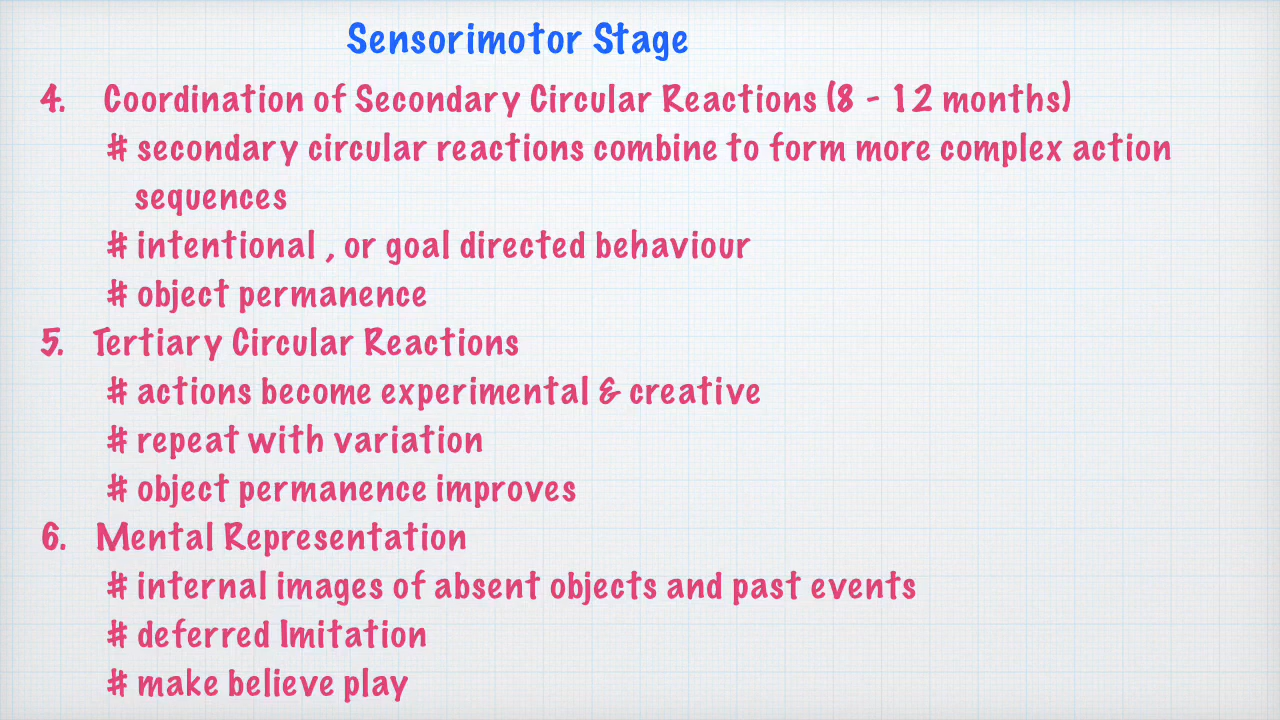 Sensorimotor Stage
4. Coordination of Secondary Circular Reactions (8 - 12 months)
# secondary circular reactions combine to form more complex action
sequences
# intentional , or goal directed behaviour
# object permanence
5. Tertiary Circular Reactions
# actions become experimental & creative
# repeat with variation
# object permanence improves
6. Mental Representation
# internal images of absent objects and past events
# deferred Imitation
# make believe play